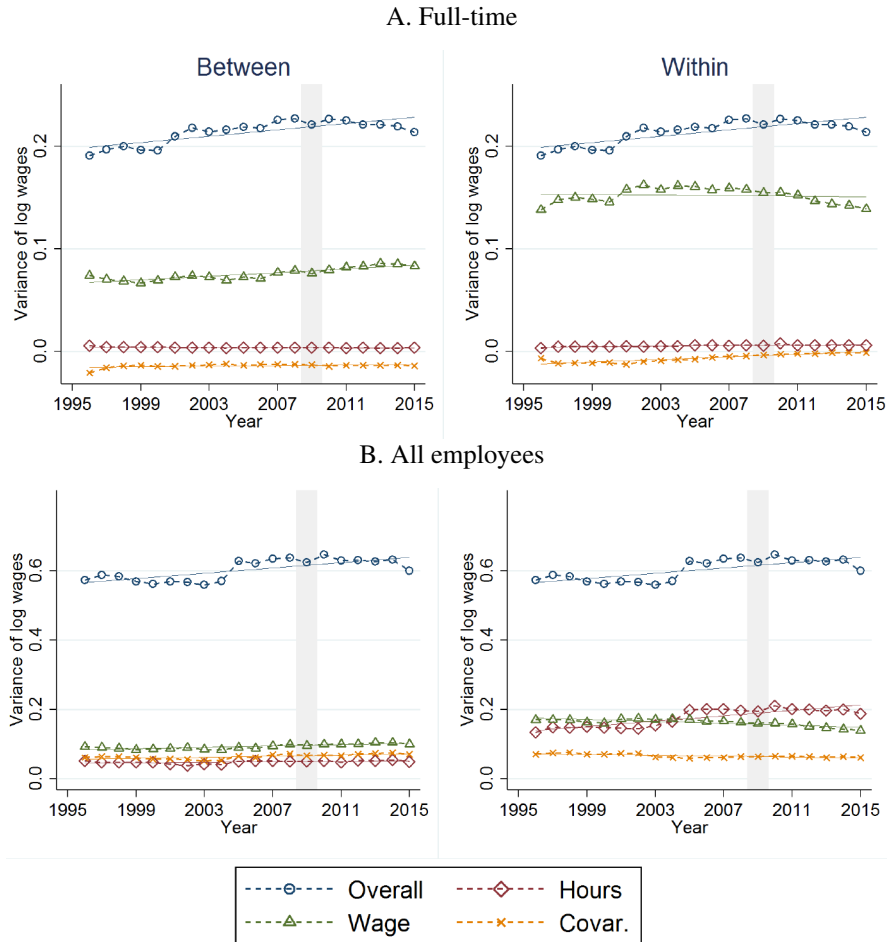 A. Full-time
Between
Within
Variance of log wages
0.2
0.1
0.0
1995 1999 2003 2007 2011 2015
Year
Variance of log wages
0.2
0.1
0.0
1995 1999 2003 2007 2011 2015
Year
B. All employees
Variance of log wages
0.6
0.4
0.2
0.0
1995 1999 2003 2007 2011 2015
Year
Variance of log wages
0.6
0.4
0.2
0.0
1995 1999 2003 2007 2011 2015
Year
Overall
Hours
Wage
Covar.